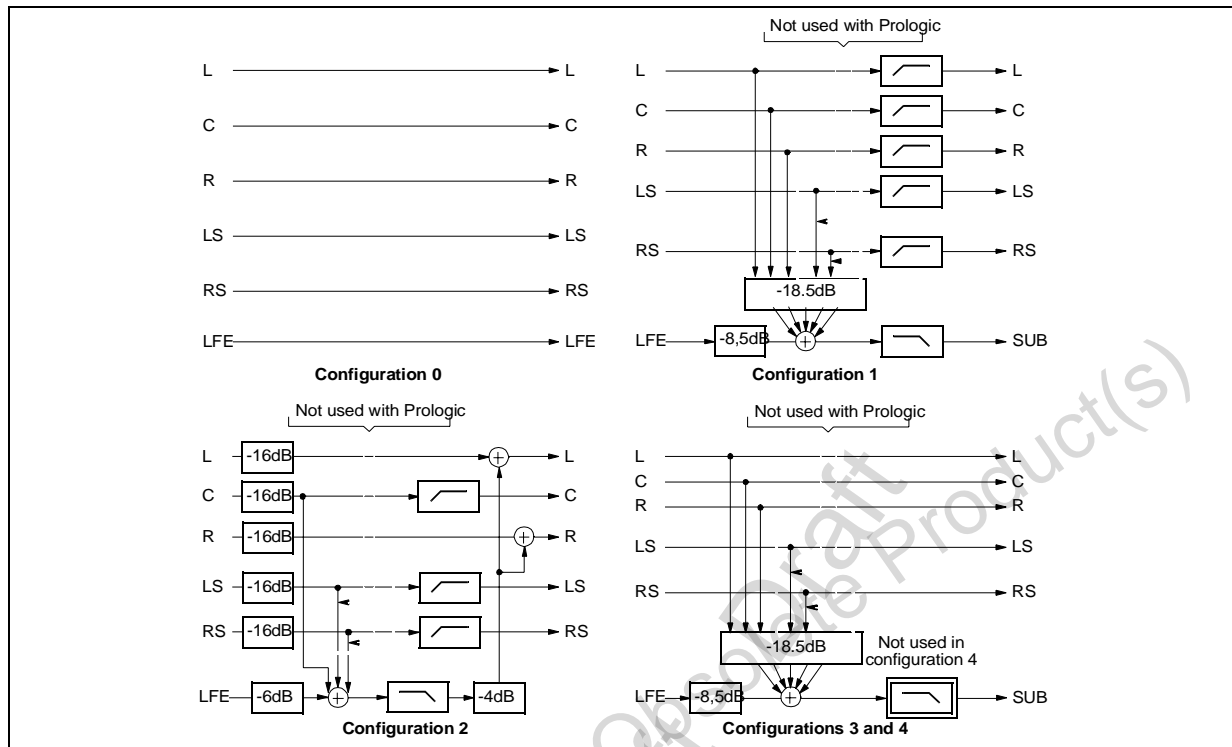 L L
C C
R R
LS LS
RS RS
LFE LFE
Configuration 0
Not used with Prologic
L L
C C
R R
LS LS
RS RS
-18.5dB
LFE -8,5dB + SUB
Configuration 1
Not used with Prologic
L -16dB + L
C -16dB C
R -16dB + R
LS -16dB LS
RS -16dB RS
LFE -6dB + -4dB
Configuration 2
Not used with Prologic
L L
C C
R R
LS LS
RS RS
-18.5dB
Not used in
configuration 4
LFE -8,5dB + SUB
Configurations 3 and 4
Draft
Obsolete Product(s)